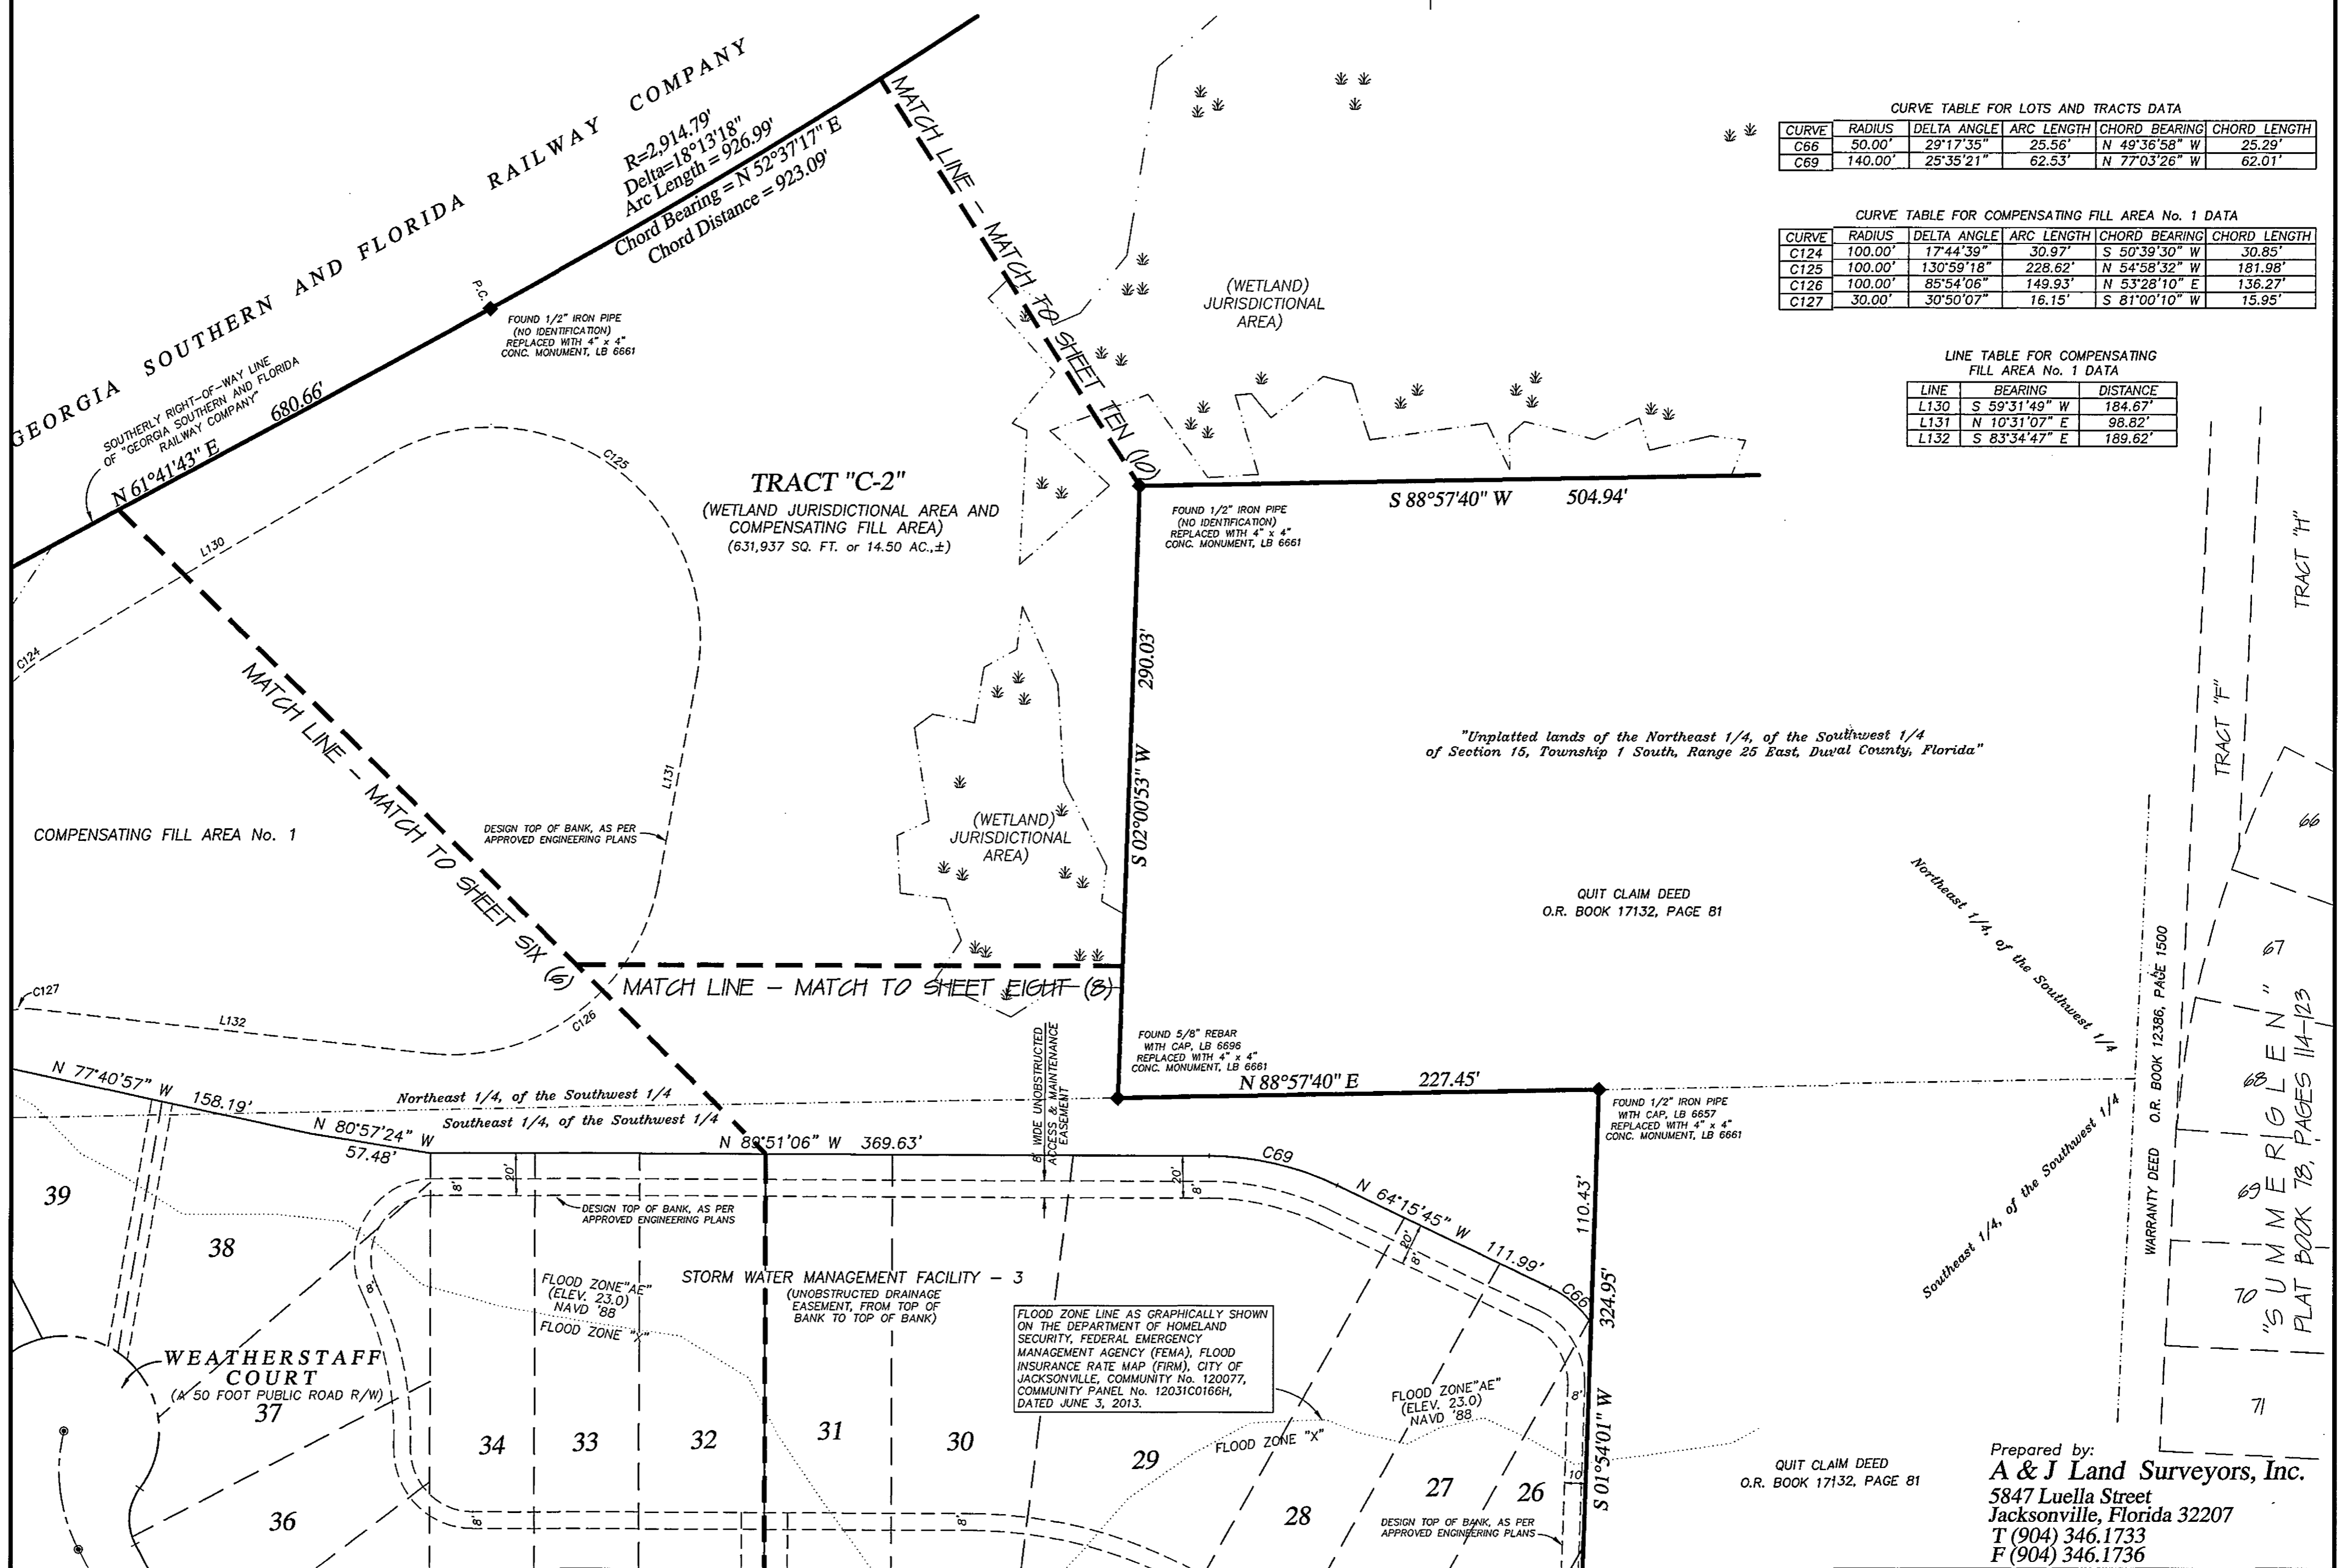 GEORGIA SOUTHERN AND FLORIDA RAILWAY COMPANY
R=2,914.79'
Delta=18°13'18"
Arc Length = 926.99'
Chord Bearing = N 52°37'17" E
Chord Distance = 923.09'
P.C.
FOUND 1/2" IRON PIPE
(NO IDENTIFICATION)
REPLACED WITH 4" x 4"
CONC. MONUMENT, LB 6661
SOUTHERLY RIGHT-OF-WAY LINE
OF "GEORGIA SOUTHERN AND FLORIDA
RAILWAY COMPANY"
N 61°41'43" E 680.66'
MATCH LINE - MATCH TO SHEET TEN (10)
(WETLAND)
JURISDICTIONAL
AREA)
CURVE TABLE FOR LOTS AND TRACTS DATA
CURVE RADIUS DELTA ANGLE ARC LENGTH CHORD BEARING CHORD LENGTH
C66 50.00' 29°17'35" 25.56' N 49°36'58" W 25.29'
C69 140.00' 25°35'21" 62.53' N 77°03'26" W 62.01'
CURVE TABLE FOR COMPENSATING FILL AREA No. 1 DATA
CURVE RADIUS DELTA ANGLE ARC LENGTH CHORD BEARING CHORD LENGTH
C124 100.00' 17°44'39" 30.97' S 50°39'30" W 30.85'
C125 100.00' 130°59'18" 228.62' N 54°58'32" W 181.98'
C126 100.00' 85°54'06" 149.93' N 53°28'10" E 136.27'
C127 30.00' 30°50'07" 16.15' S 81°00'10" W 15.95'
LINE TABLE FOR COMPENSATING
FILL AREA No. 1 DATA
LINE BEARING DISTANCE
L130 S 59°31'49" W 184.67'
L131 N 10°31'07" E 98.82'
L132 S 83°34'47" E 189.62'
C125
L130
C124
L131
TRACT "C-2"
(WETLAND JURISDICTIONAL AREA AND
COMPENSATING FILL AREA)
(631,937 SQ. FT. or 14.50 AC.,±)
FOUND 1/2" IRON PIPE
(NO IDENTIFICATION)
REPLACED WITH 4" x 4"
CONC. MONUMENT, LB 6661
S 88°57'40" W 504.94'
S 02°00'53" W 290.03'
MATCH LINE - MATCH TO SHEET SIX (6)
COMPENSATING FILL AREA No. 1
DESIGN TOP OF BANK, AS PER
APPROVED ENGINEERING PLANS
(WETLAND)
JURISDICTIONAL
AREA)
"Unplatted lands of the Northeast 1/4, of the Southwest 1/4
of Section 15, Township 1 South, Range 25 East, Duval County, Florida"
QUIT CLAIM DEED
O.R. BOOK 17132, PAGE 81
Northeast 1/4, of the Southwest 1/4
Southeast 1/4, of the Southwest 1/4
WARRANTY DEED O.R. BOOK 12386, PAGE 1500
TRACT "F"
TRACT "H"
66
67
68
69
70
71
"SUMMERIGLEN"
PLAT BOOK 78, PAGES 114-123
MATCH LINE - MATCH TO SHEET EIGHT (8)
C127
L132
C126
FOUND 5/8" REBAR
WITH CAP, LB 6696
REPLACED WITH 4" x 4"
CONC. MONUMENT, LB 6661
N 88°57'40" E 227.45'
FOUND 1/2" IRON PIPE
WITH CAP, LB 6657
REPLACED WITH 4" x 4"
CONC. MONUMENT, LB 6661
8' WIDE UNOBSTRUCTED
ACCESS & MAINTENANCE
EASEMENT
N 77°40'57" W 158.19'
Northeast 1/4, of the Southwest 1/4
Southeast 1/4, of the Southwest 1/4
N 80°57'24" W
57.48'
N 89°51'06" W 369.63'
C69
N 64°15'45" W 111.99'
C66
110.43'
324.95'
S 01°54'01" W
20'
8'
20'
8'
20'
8'
8'
8'
10'
8'
8'
DESIGN TOP OF BANK, AS PER
APPROVED ENGINEERING PLANS
STORM WATER MANAGEMENT FACILITY - 3
(UNOBSTRUCTED DRAINAGE
EASEMENT, FROM TOP OF
BANK TO TOP OF BANK)
FLOOD ZONE"AE"
(ELEV. 23.0)
NAVD '88
FLOOD ZONE "X"
FLOOD ZONE LINE AS GRAPHICALLY SHOWN
ON THE DEPARTMENT OF HOMELAND
SECURITY, FEDERAL EMERGENCY
MANAGEMENT AGENCY (FEMA), FLOOD
INSURANCE RATE MAP (FIRM), CITY OF
JACKSONVILLE, COMMUNITY No. 120077,
COMMUNITY PANEL No. 12031C0166H,
DATED JUNE 3, 2013.
FLOOD ZONE"AE"
(ELEV. 23.0)
NAVD '88
FLOOD ZONE "X"
WEATHERSTAFF
COURT
(A 50 FOOT PUBLIC ROAD R/W)
39
38
37
36
34
33
32
31
30
29
28
27
26
DESIGN TOP OF BANK, AS PER
APPROVED ENGINEERING PLANS
QUIT CLAIM DEED
O.R. BOOK 17132, PAGE 81
Prepared by:
A & J Land Surveyors, Inc.
5847 Luella Street
Jacksonville, Florida 32207
T (904) 346.1733
F (904) 346.1736